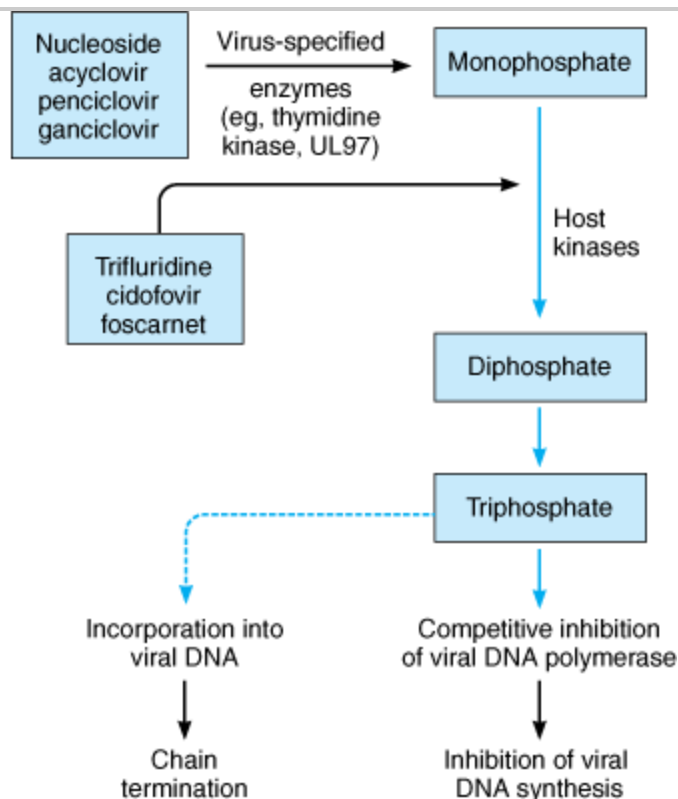 Nucleoside
acyclovir
penciclovir
ganciclovir
Virus-specified
enzymes
(eg, thymidine
kinase, UL97)
Monophosphate
Host
kinases
Trifluridine
cidofovir
foscarnet
Diphosphate
Triphosphate
Incorporation into
viral DNA
Competitive inhibition
of viral DNA polymerase
Chain
termination
Inhibition of viral
DNA synthesis